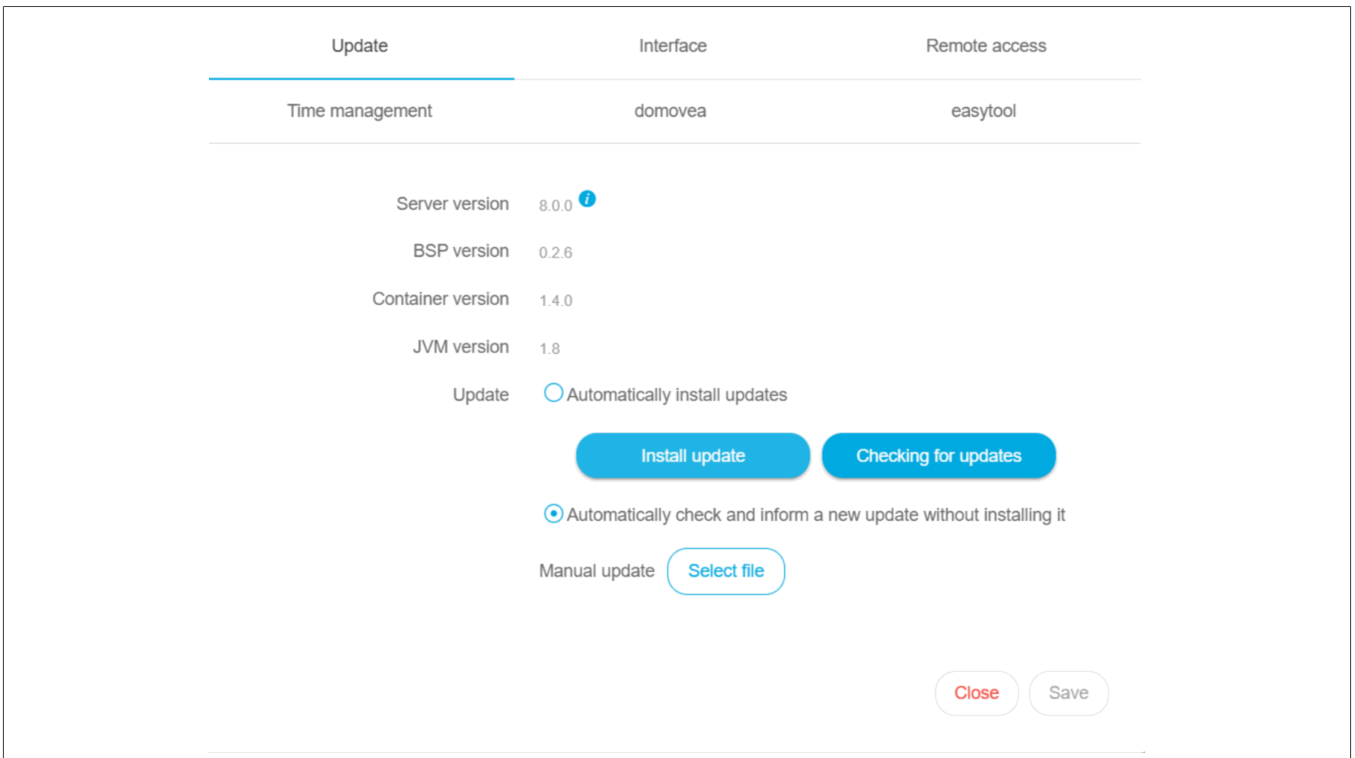 Update Interface Remote access
Time management domovea easytool
Server version 8.0.0 i
BSP version 0.2.6
Container version 1.4.0
JVM version 1.8
Update Automatically install updates
Install update Checking for updates
Automatically check and inform a new update without installing it
Manual update Select file
Close Save